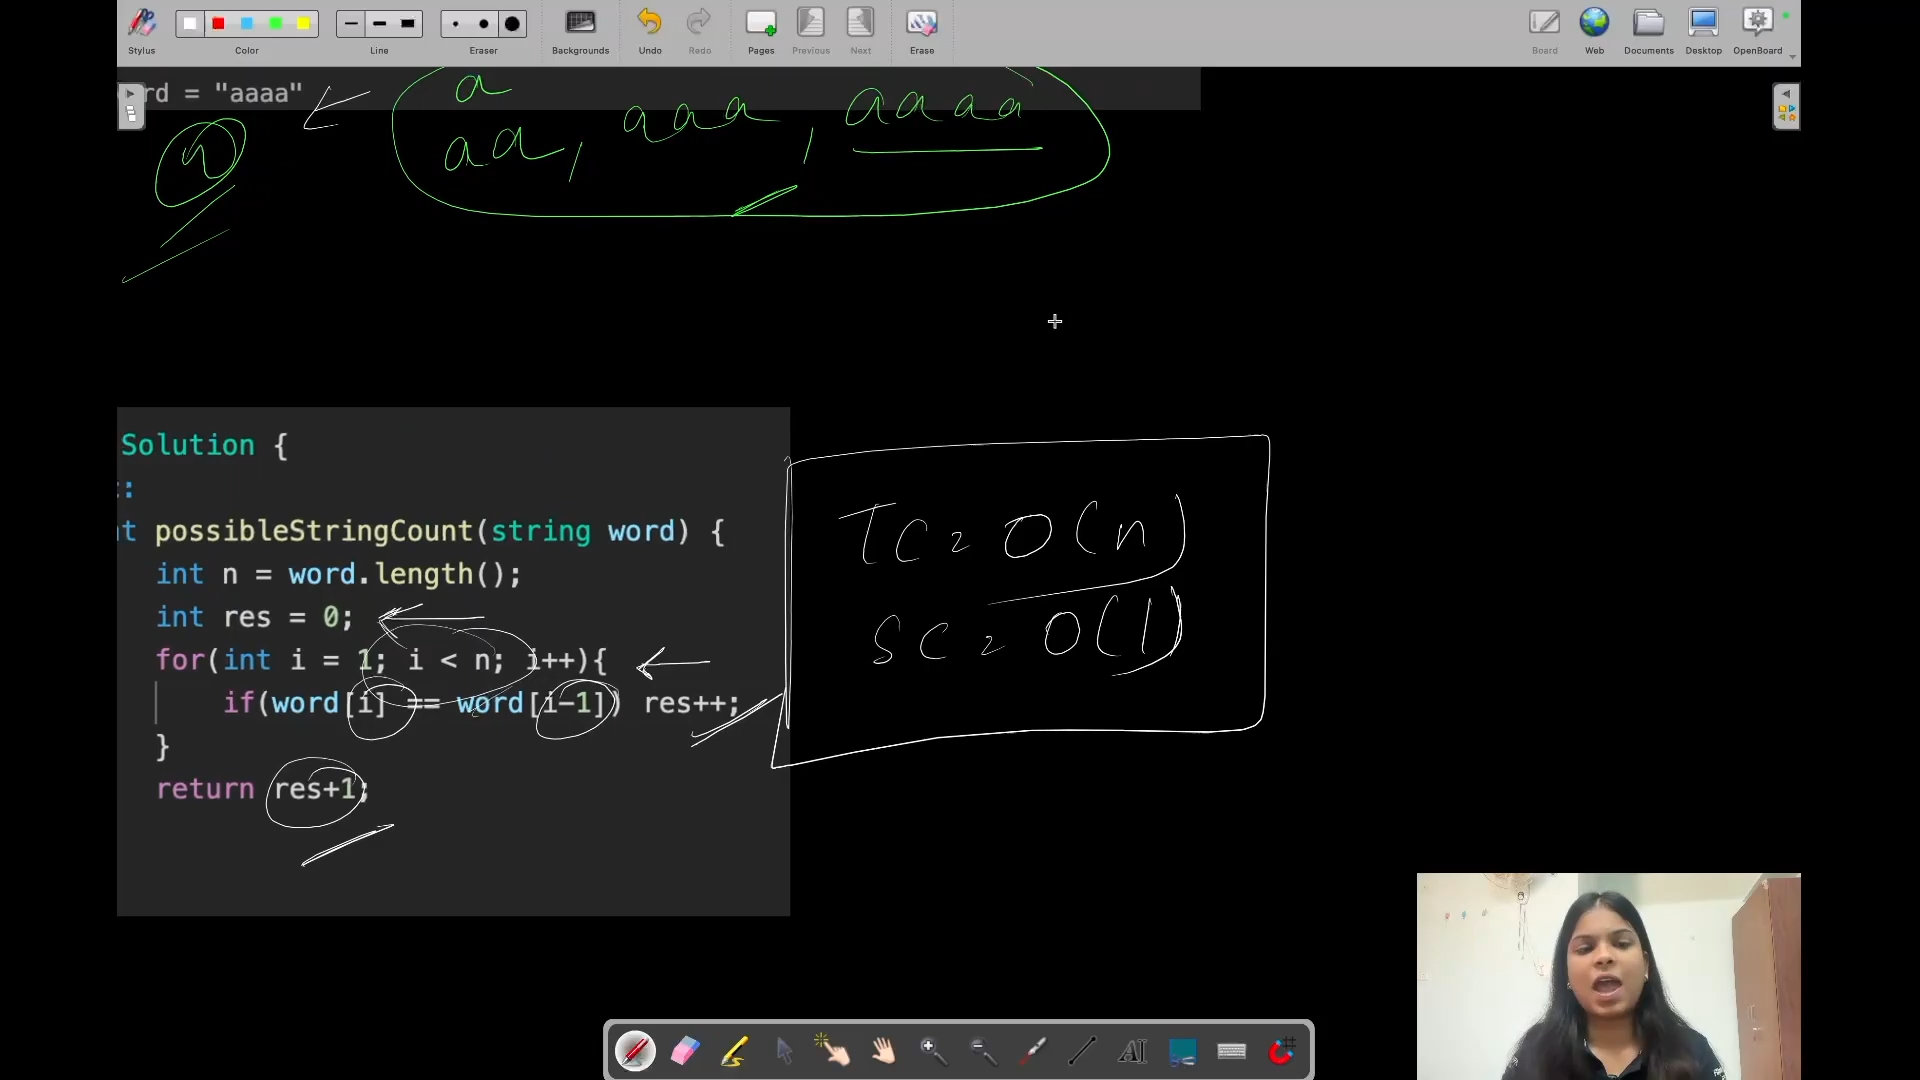 Stylus Color Line Eraser Backgrounds Undo Redo Pages Previous Next Erase Board Web Documents Desktop OpenBoard
rd = "aaaa"
a
aa, aaa, aaaa
Solution {
:
nt possibleStringCount(string word) {
int n = word.length();
int res = 0;
for(int i = 1; i < n; i++){
if(word[i] == word[i-1]) res++;
}
return res+1;
TC = O(n)
SC = O(1)